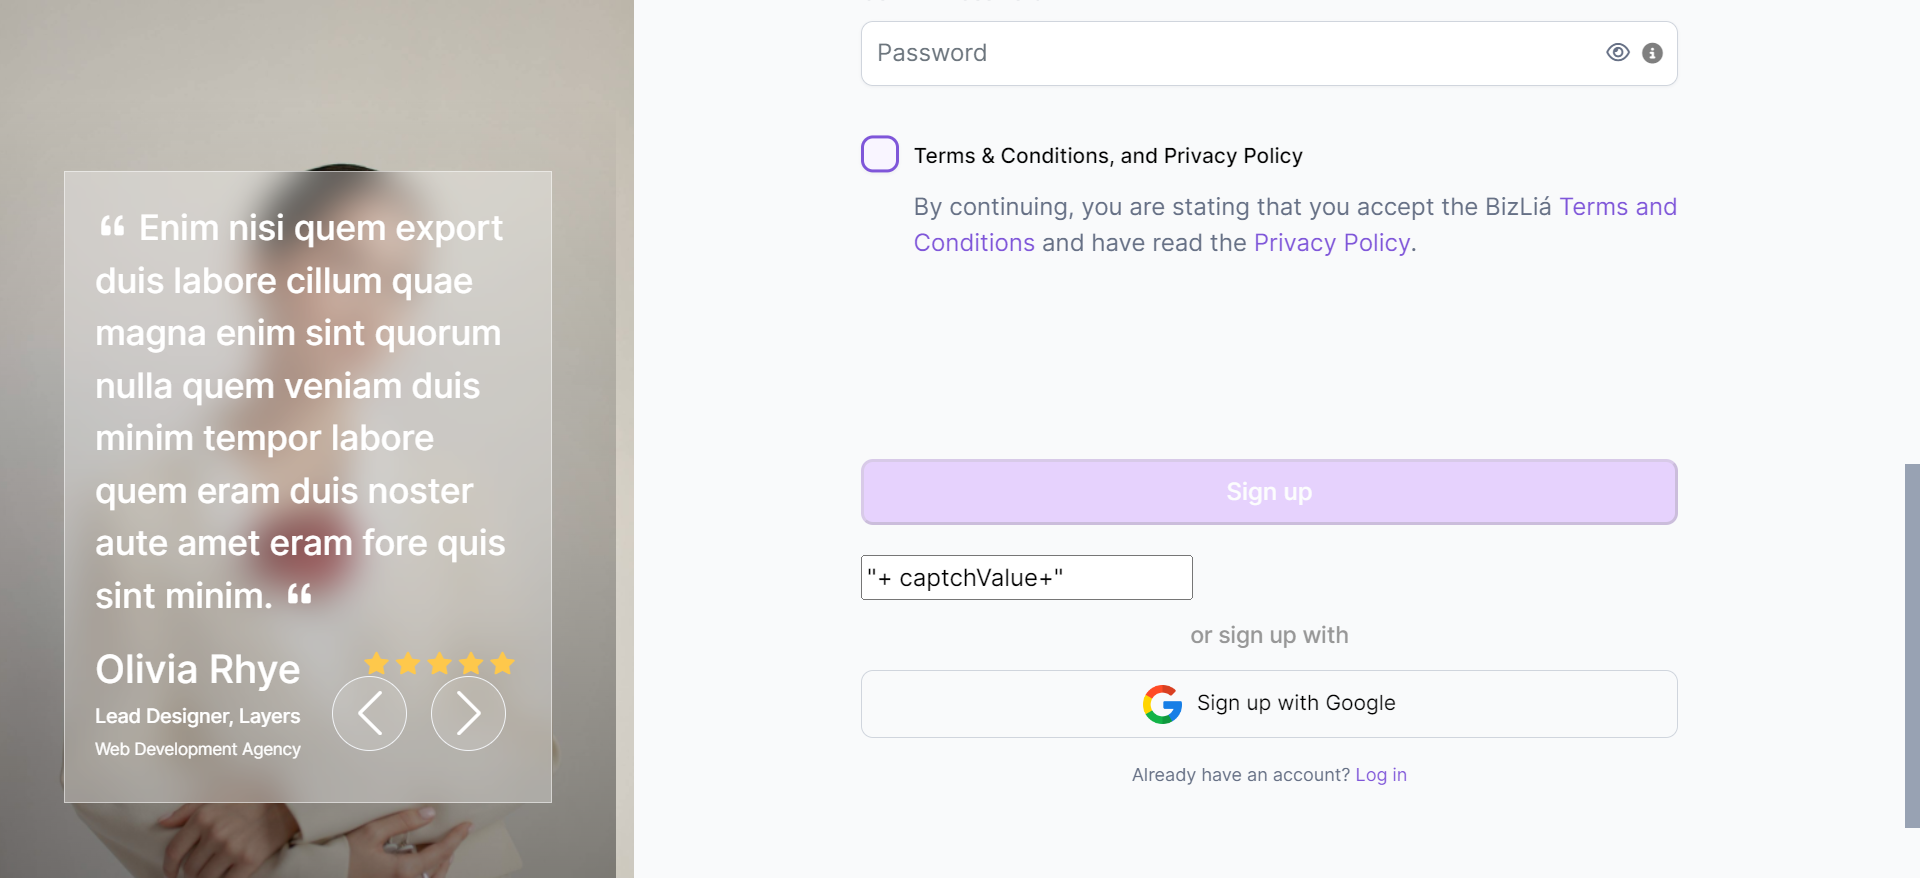 “ Enim nisi quem export
duis labore cillum quae
magna enim sint quorum
nulla quem veniam duis
minim tempor labore
quem eram duis noster
aute amet eram fore quis
sint minim. “
Olivia Rhye
Lead Designer, Layers
Web Development Agency
Password
Terms & Conditions, and Privacy Policy
By continuing, you are stating that you accept the BizLiá Terms and
Conditions and have read the Privacy Policy.
Sign up
"+ captchValue+"
or sign up with
Sign up with Google
Already have an account? Log in